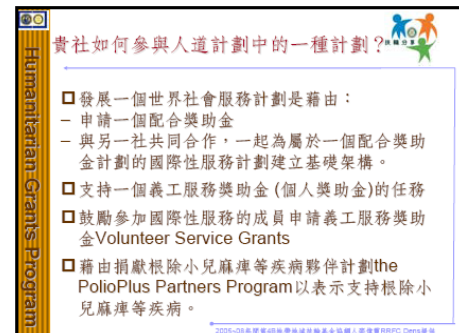 Humanitarian Grants Program
貴社如何參與人道計劃中的一種計劃?
扶輪分享
發展一個世界社會服務計劃是藉由:
– 申請一個配合獎助金
– 與另一社共同合作,一起為屬於一個配合獎助
金計劃的國際性服務計劃建立基礎架構。
支持一個義工服務獎助金 (個人獎助金)的任務
鼓勵參加國際性服務的成員申請義工服務獎助
金Volunteer Service Grants
藉由捐獻根除小兒麻痺等疾病夥伴計劃the
PolioPlus Partners Program以表示支持根除小
兒麻痺等疾病。